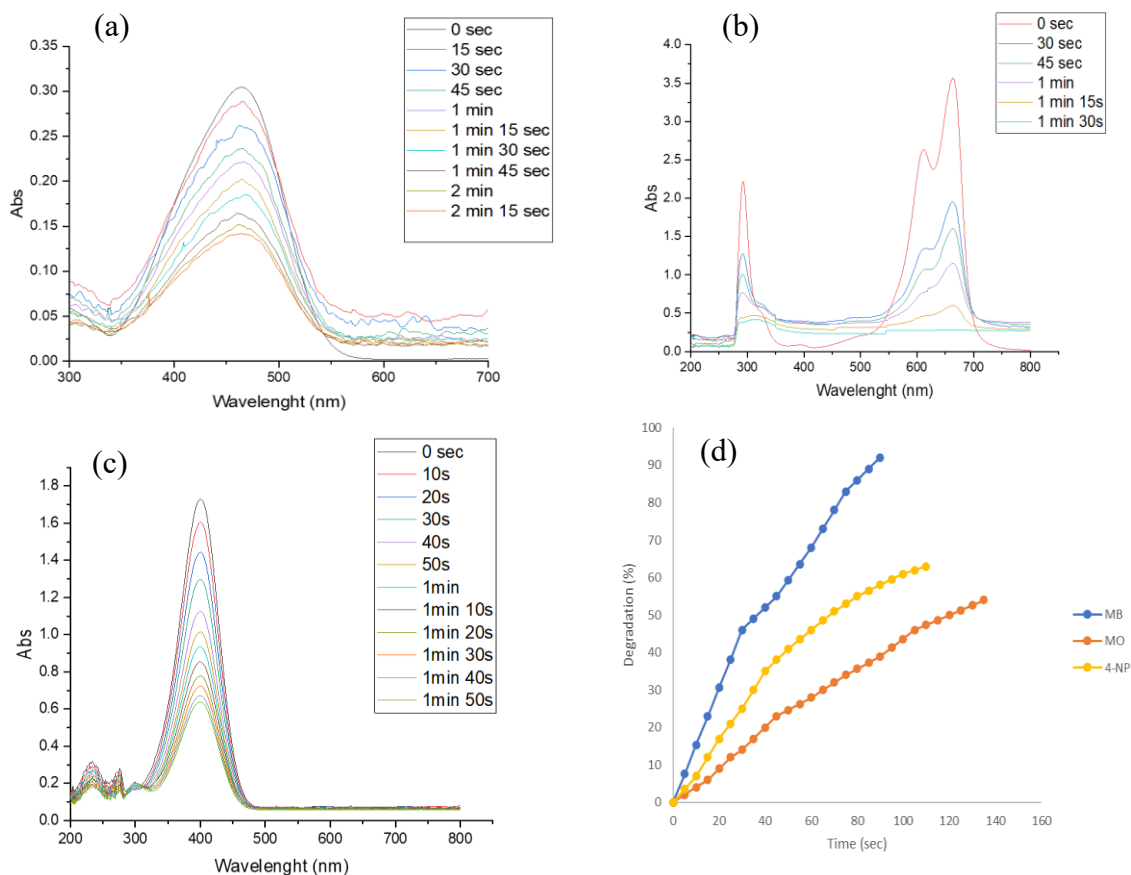 (a)
0 sec
15 sec
30 sec
45 sec
1 min
1 min 15 sec
1 min 30 sec
1 min 45 sec
2 min
2 min 15 sec
0.35
0.30
0.25
0.20
0.15
0.10
0.05
0.00
Abs
300 400 500 600 700
Wavelenght (nm)
(b)
0 sec
30 sec
45 sec
1 min
1 min 15s
1 min 30s
4.0
3.5
3.0
2.5
2.0
1.5
1.0
0.5
0.0
Abs
200 300 400 500 600 700 800
Wavelenght (nm)
(c)
0 sec
10s
20s
30s
40s
50s
1min
1min 10s
1min 20s
1min 30s
1min 40s
1min 50s
1.8
1.6
1.4
1.2
1.0
0.8
0.6
0.4
0.2
0.0
Abs
200 300 400 500 600 700 800
Wavelenght (nm)
(d)
100
90
80
70
60
50
40
30
20
10
0
Degradation (%)
0 20 40 60 80 100 120 140 160
Time (sec)
MB
MO
4-NP